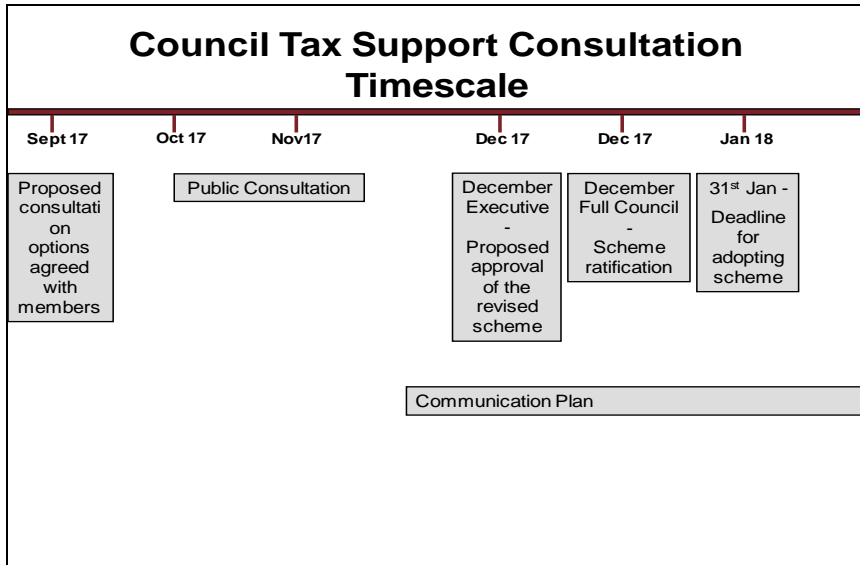 Council Tax Support Consultation
Timescale
Sept 17
Oct 17
Nov17
Dec 17
Dec 17
Jan 18
Proposed
consultati
on
options
agreed
with
members
Public Consultation
December
Executive
-
Proposed
approval
of the
revised
scheme
December
Full Council
-
Scheme
ratification
31st Jan -
Deadline
for
adopting
scheme
Communication Plan